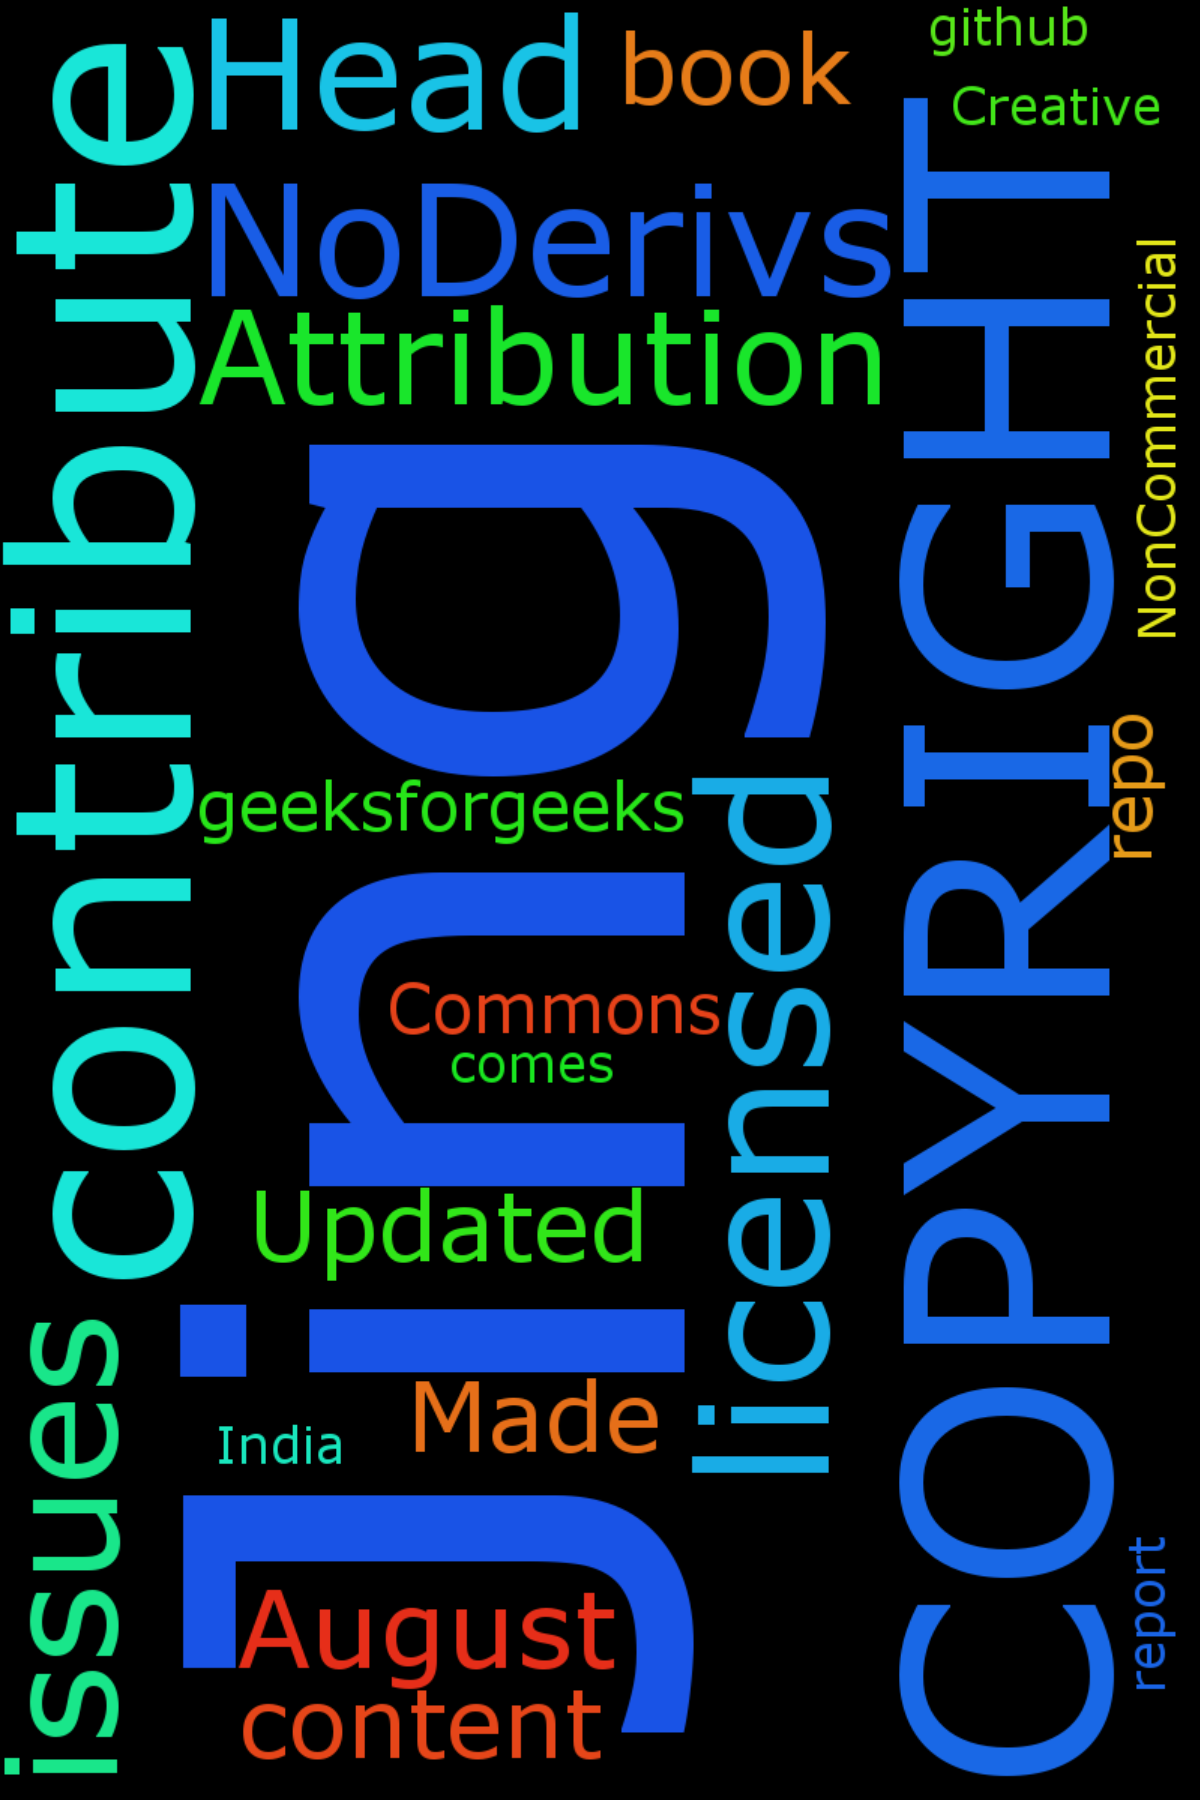 Head
book
github
Creative
NoDerivs
Attribution
contribute
COPYRIGHT
NonCommercial
Jing
geeksforgeeks
repo
licensed
Commons
comes
Updated
issues
India
Made
report
August
content